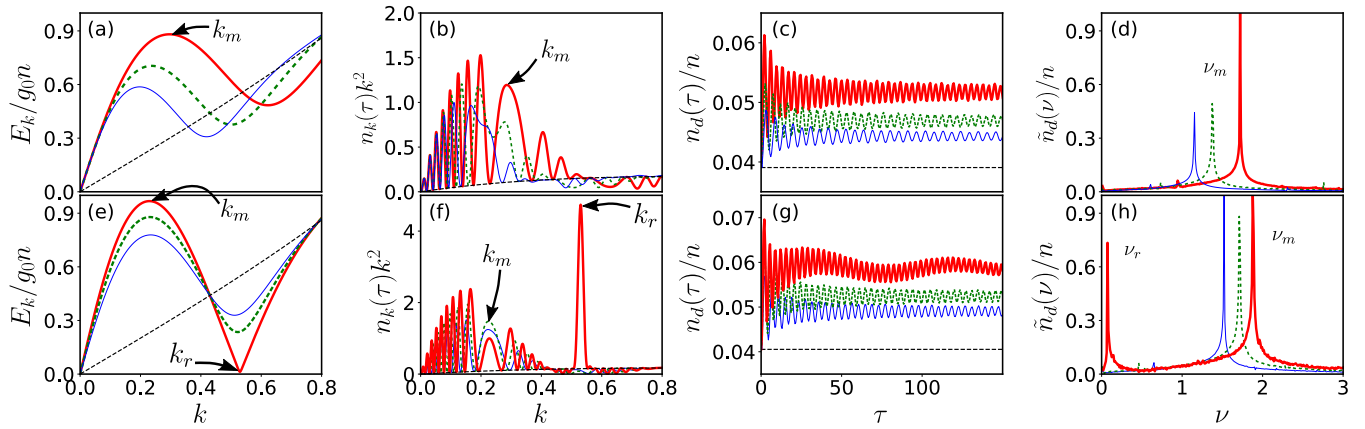 (a)
k_m
E_k/g_0n
0.9
0.6
0.3
0.0
(b)
k_m
n_k(τ)k^2
2.0
1.5
1.0
0.5
0.0
(c)
n_d(τ)/n
0.06
0.05
0.04
(d)
ν_m
ñ_d(ν)/n
0.9
0.6
0.3
0.0
(e)
k_m
k_r
E_k/g_0n
0.9
0.6
0.3
0.0
0.0 0.2 0.4 0.6 0.8
k
(f)
k_m
k_r
n_k(τ)k^2
4
2
0
0.0 0.2 0.4 0.6 0.8
k
(g)
n_d(τ)/n
0.07
0.06
0.05
0.04
0 50 100
τ
(h)
ν_r
ν_m
ñ_d(ν)/n
0.9
0.6
0.3
0.0
0 1 2 3
ν